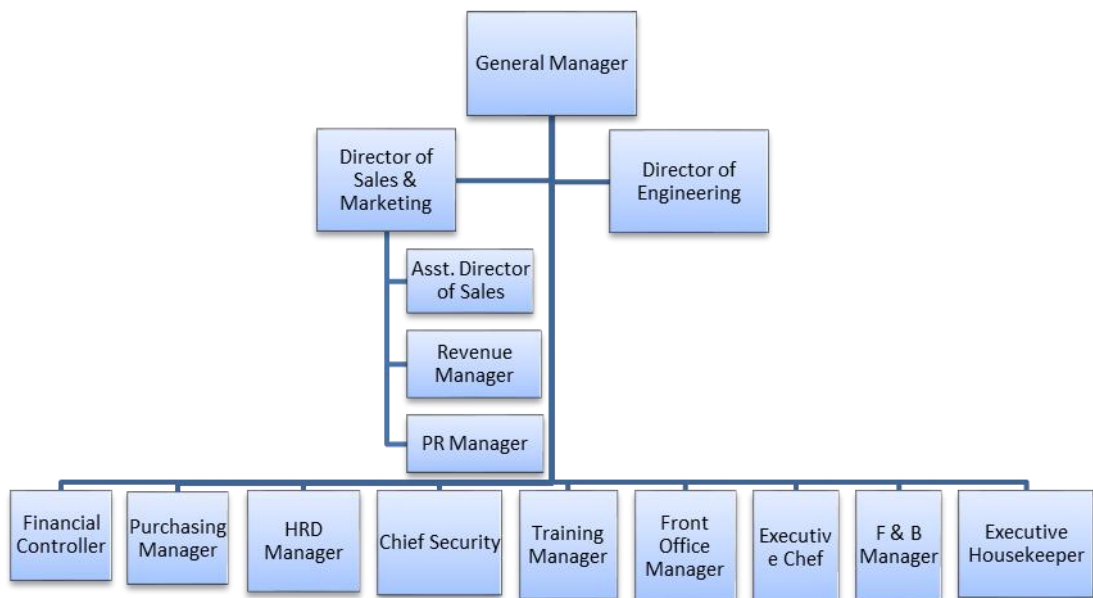 General Manager
Director of
Sales &
Marketing
Director of
Engineering
Asst. Director
of Sales
Revenue
Manager
PR Manager
Financial
Controller
Purchasing
Manager
HRD
Manager
Chief Security
Training
Manager
Front
Office
Manager
Executiv
e Chef
F & B
Manager
Executive
Housekeeper